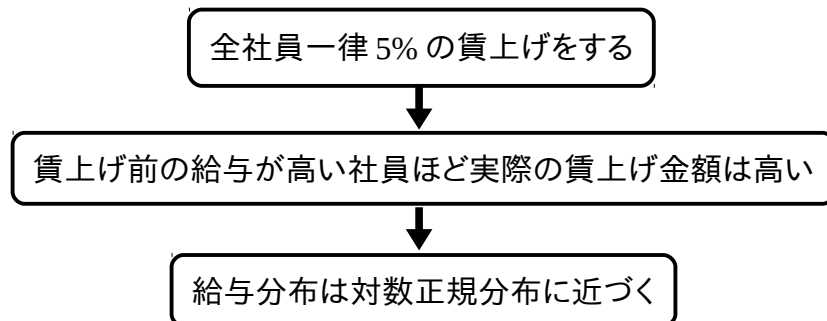 全社員一律 5% の賃上げをする
賃上げ前の給与が高い社員ほど実際の賃上げ金額は高い
給与分布は対数正規分布に近づく